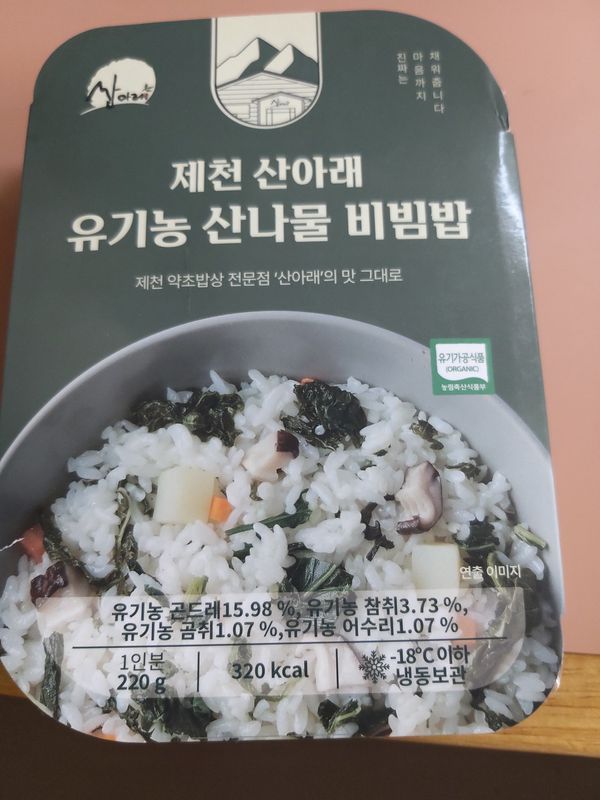 산아래
진짜는
마음까지
채워줍니다
제천 산아래
유기농 산나물 비빔밥
제천 약초밥상 전문점 '산아래'의 맛 그대로
유기가공식품
(ORGANIC)
농림축산식품부
연출 이미지
유기농 곤드레15.98 %, 유기농 참취3.73 %,
유기농 곰취1.07 %,유기농 어수리1.07 %
1인분
220 g
320 kcal
-18°C 이하
냉동보관